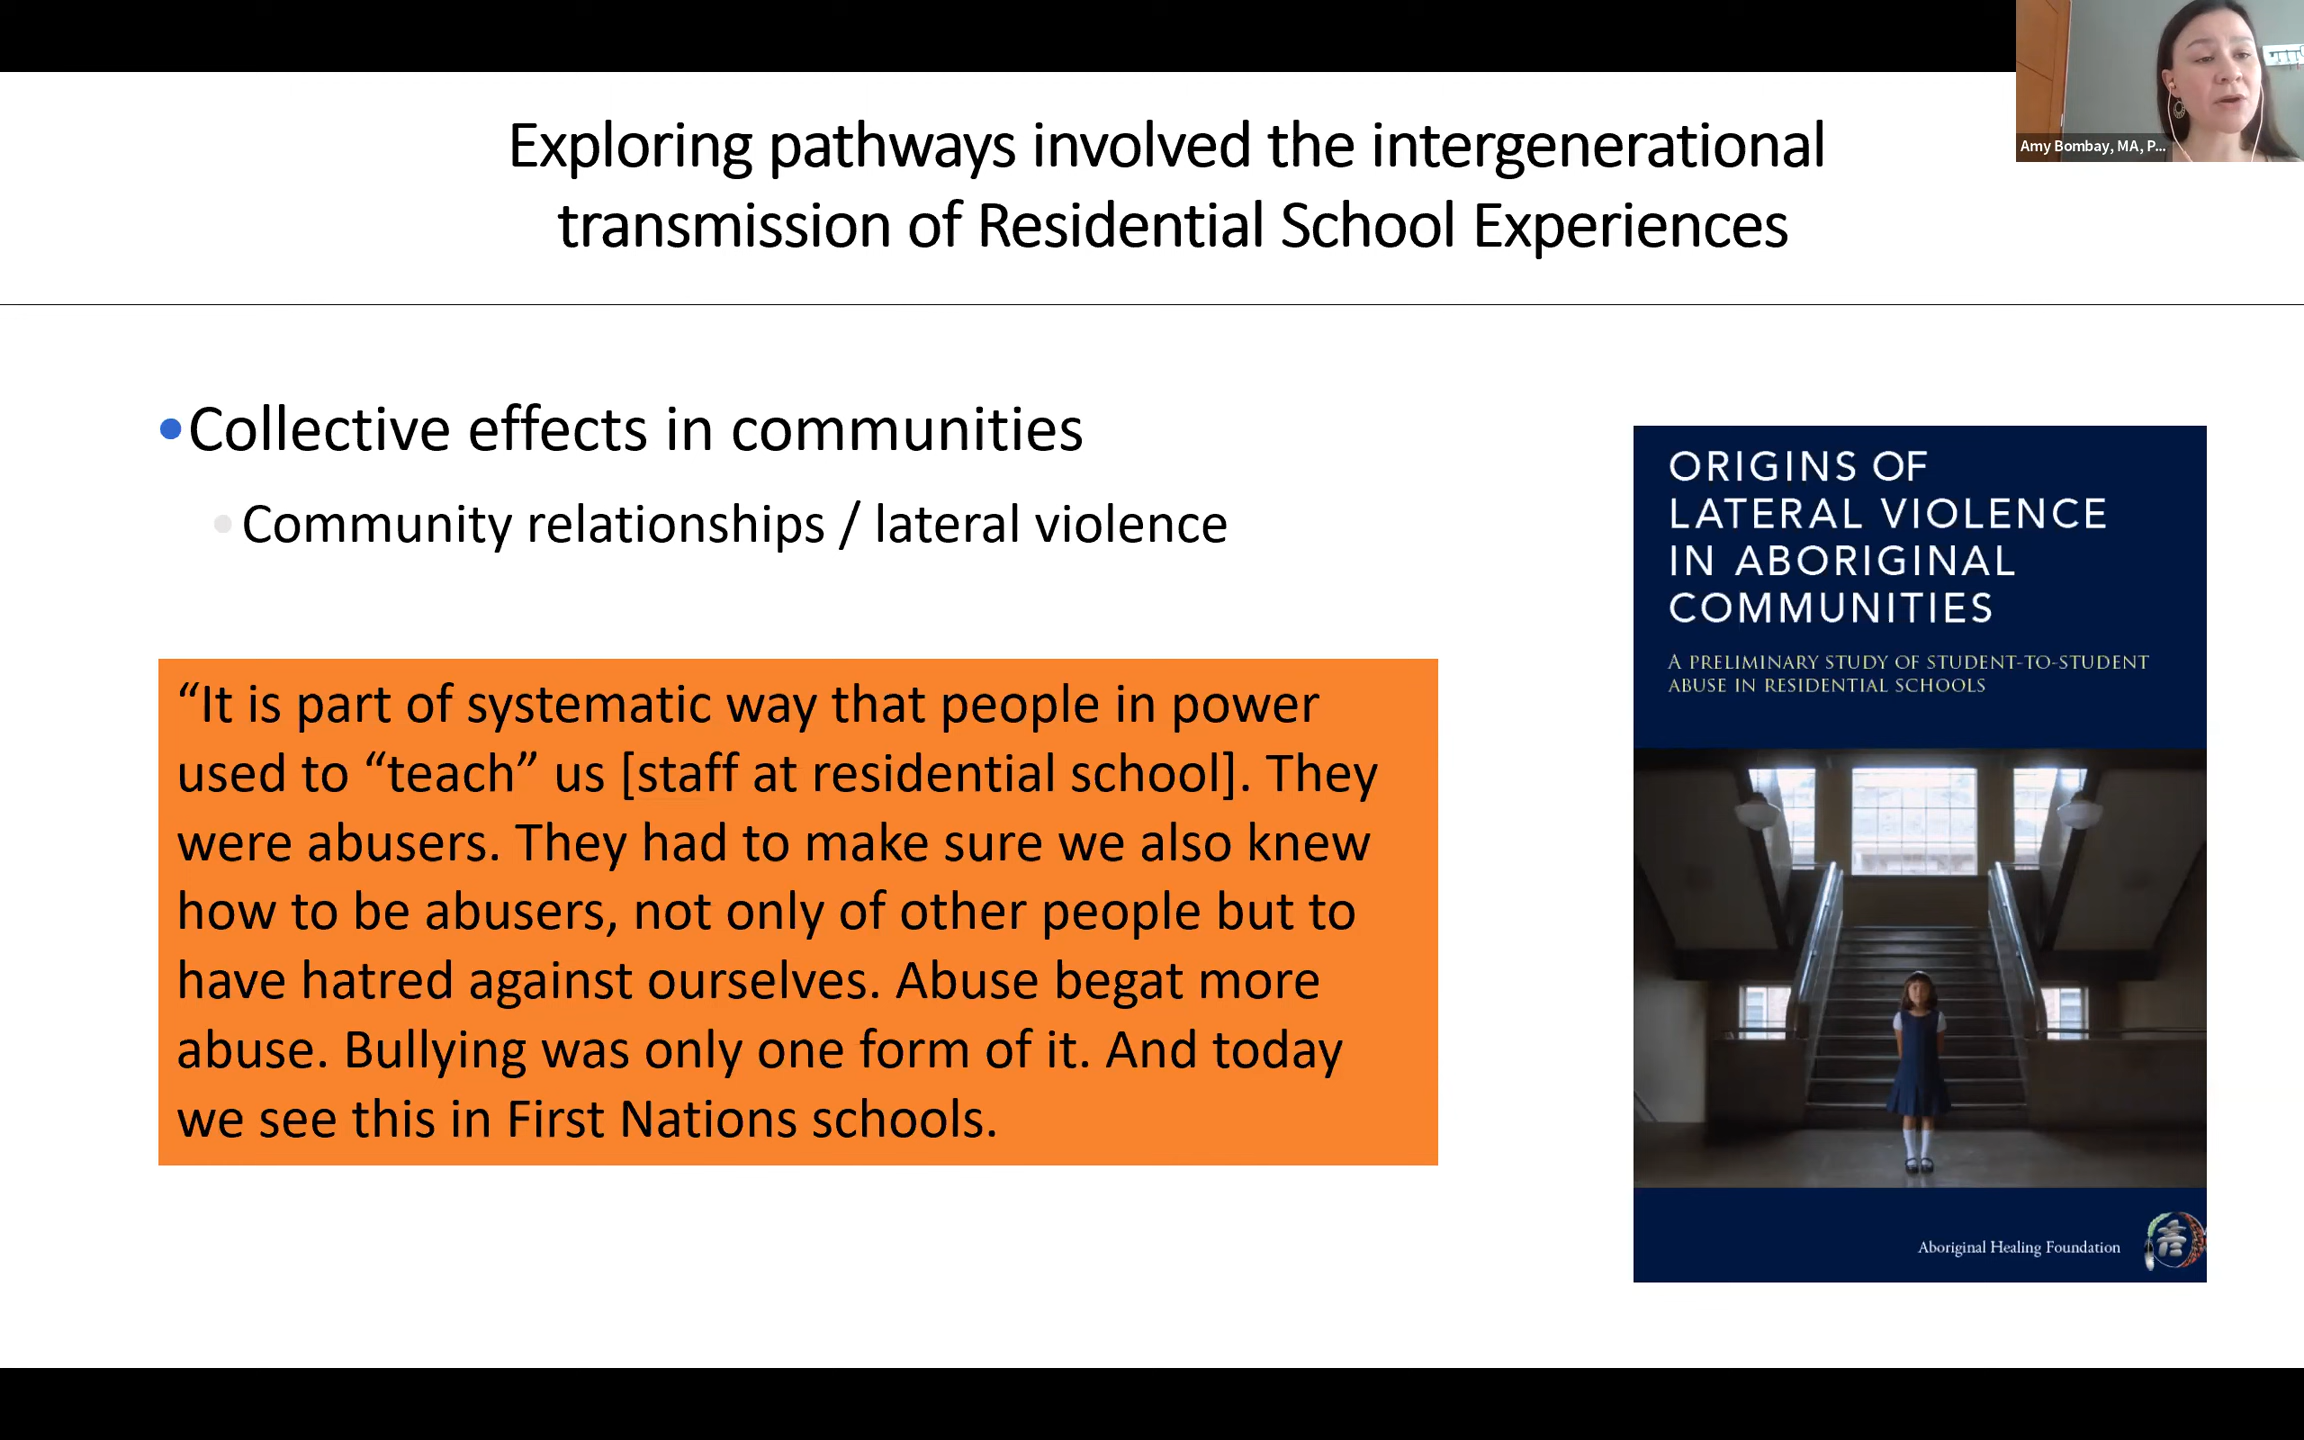 Amy Bombay, MA, P...
Exploring pathways involved the intergenerational
transmission of Residential School Experiences
•Collective effects in communities
•Community relationships / lateral violence
“It is part of systematic way that people in power
used to “teach” us [staff at residential school]. They
were abusers. They had to make sure we also knew
how to be abusers, not only of other people but to
have hatred against ourselves. Abuse begat more
abuse. Bullying was only one form of it. And today
we see this in First Nations schools.
ORIGINS OF
LATERAL VIOLENCE
IN ABORIGINAL
COMMUNITIES
A PRELIMINARY STUDY OF STUDENT-TO-STUDENT
ABUSE IN RESIDENTIAL SCHOOLS
Aboriginal Healing Foundation